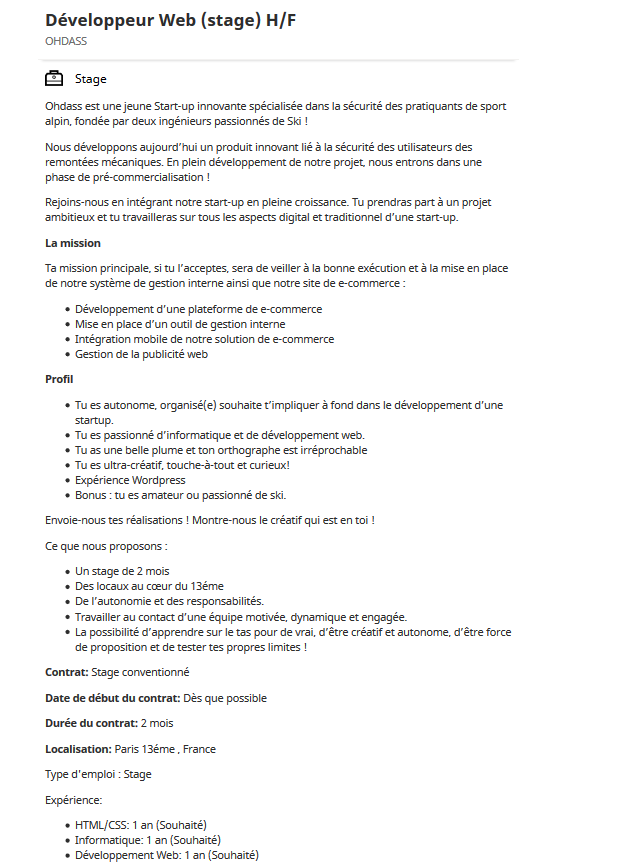 Développeur Web (stage) H/F
OHDASS
Stage
Ohdass est une jeune Start-up innovante spécialisée dans la sécurité des pratiquants de sport
alpin, fondée par deux ingénieurs passionnés de Ski !
Nous développons aujourd’hui un produit innovant lié à la sécurité des utilisateurs des
remontées mécaniques. En plein développement de notre projet, nous entrons dans une
phase de pré-commercialisation !
Rejoins-nous en intégrant notre start-up en pleine croissance. Tu prendras part à un projet
ambitieux et tu travailleras sur tous les aspects digital et traditionnel d’une start-up.
La mission
Ta mission principale, si tu l’acceptes, sera de veiller à la bonne exécution et à la mise en place
de notre système de gestion interne ainsi que notre site de e-commerce :
• Développement d’une plateforme de e-commerce
• Mise en place d’un outil de gestion interne
• Intégration mobile de notre solution de e-commerce
• Gestion de la publicité web
Profil
• Tu es autonome, organisé(e) souhaite t’impliquer à fond dans le développement d’une
startup.
• Tu es passionné d’informatique et de développement web.
• Tu as une belle plume et ton orthographe est irréprochable
• Tu es ultra-créatif, touche-à-tout et curieux!
• Expérience Wordpress
• Bonus : tu es amateur ou passionné de ski.
Envoie-nous tes réalisations ! Montre-nous le créatif qui est en toi !
Ce que nous proposons :
• Un stage de 2 mois
• Des locaux au cœur du 13éme
• De l’autonomie et des responsabilités.
• Travailler au contact d’une équipe motivée, dynamique et engagée.
• La possibilité d’apprendre sur le tas pour de vrai, d’être créatif et autonome, d’être force
de proposition et de tester tes propres limites !
Contrat: Stage conventionné
Date de début du contrat: Dès que possible
Durée du contrat: 2 mois
Localisation: Paris 13éme , France
Type d'emploi : Stage
Expérience:
• HTML/CSS: 1 an (Souhaité)
• Informatique: 1 an (Souhaité)
• Développement Web: 1 an (Souhaité)